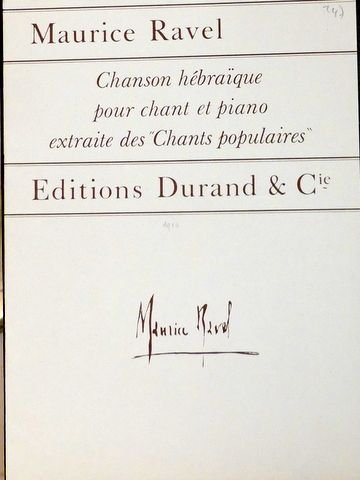 Maurice Ravel
Chanson hébraïque
pour chant et piano
extraite des "Chants populaires"
Editions Durand & Cie
Maurice Ravel